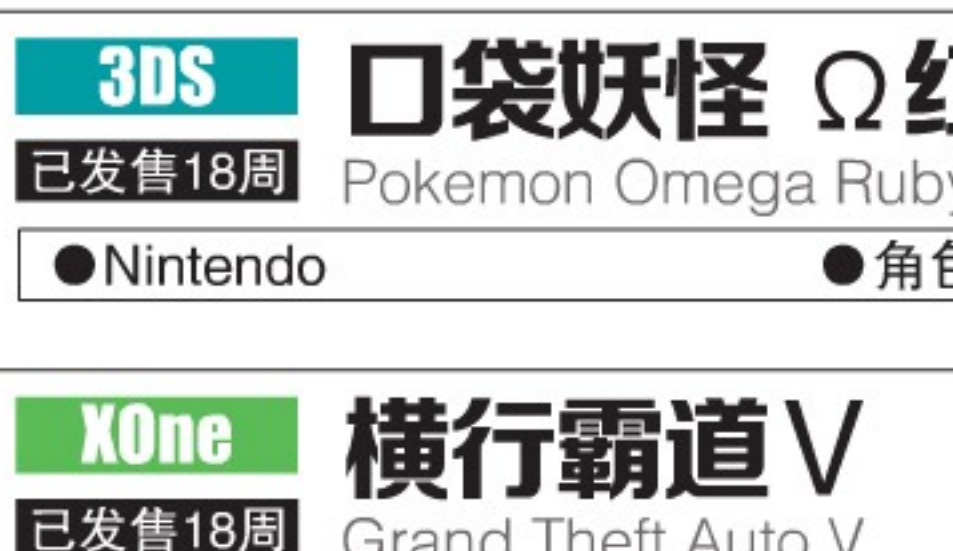 3DS 口袋妖怪 Ω
已发售18周 Pokemon Omega Ruby
●Nintendo ●角色
XOne 横行霸道V
已发售18周 Grand Theft Auto V